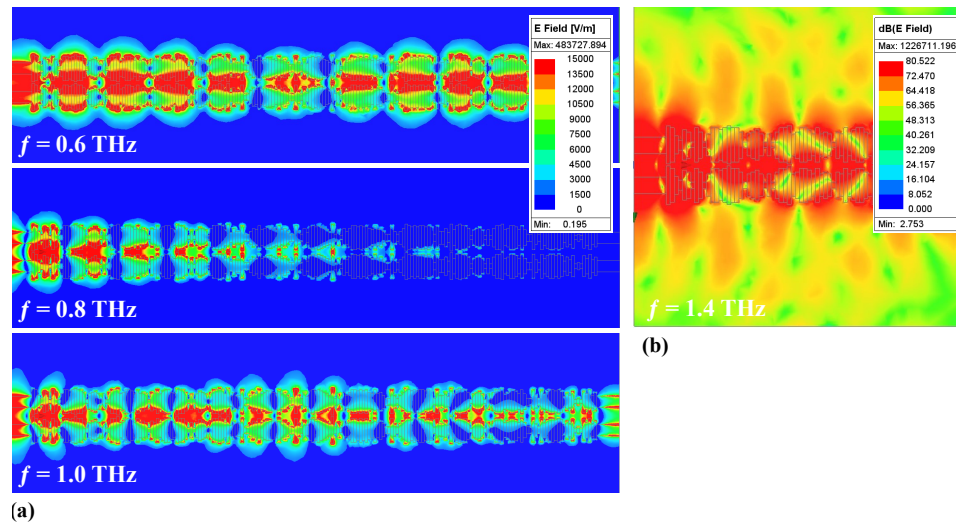 E Field [V/m]
Max: 483727.894
15000
13500
12000
10500
9000
7500
6000
4500
3000
1500
0
Min: 0.195
f = 0.6 THz
f = 0.8 THz
f = 1.0 THz
(a)
dB(E Field)
Max: 1226711.196
80.522
72.470
64.418
56.365
48.313
40.261
32.209
24.157
16.104
8.052
0.000
Min: 2.753
f = 1.4 THz
(b)